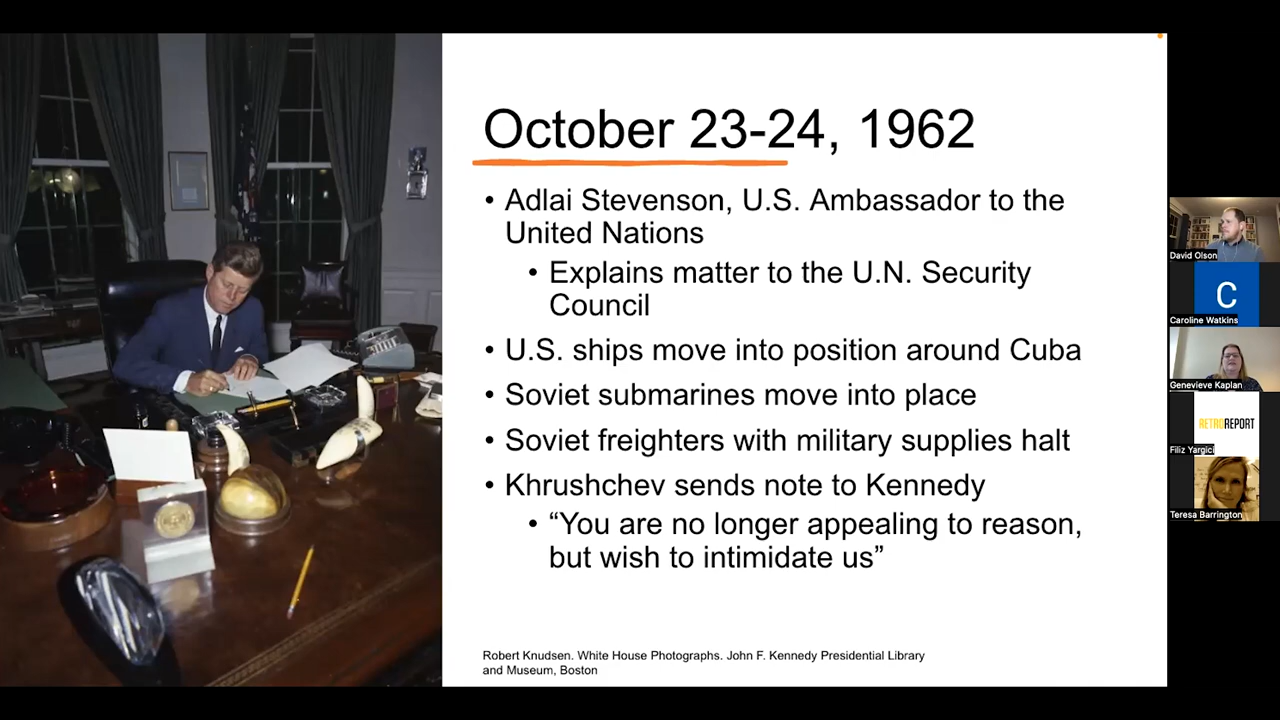 October 23-24, 1962
• Adlai Stevenson, U.S. Ambassador to the
United Nations
• Explains matter to the U.N. Security
Council
• U.S. ships move into position around Cuba
• Soviet submarines move into place
• Soviet freighters with military supplies halt
• Khrushchev sends note to Kennedy
• “You are no longer appealing to reason,
but wish to intimidate us”
Robert Knudsen. White House Photographs. John F. Kennedy Presidential Library
and Museum, Boston
David Olson
C
Caroline Watkins
Genevieve Kaplan
RETROREPORT
Filiz Yargici
Teresa Barrington